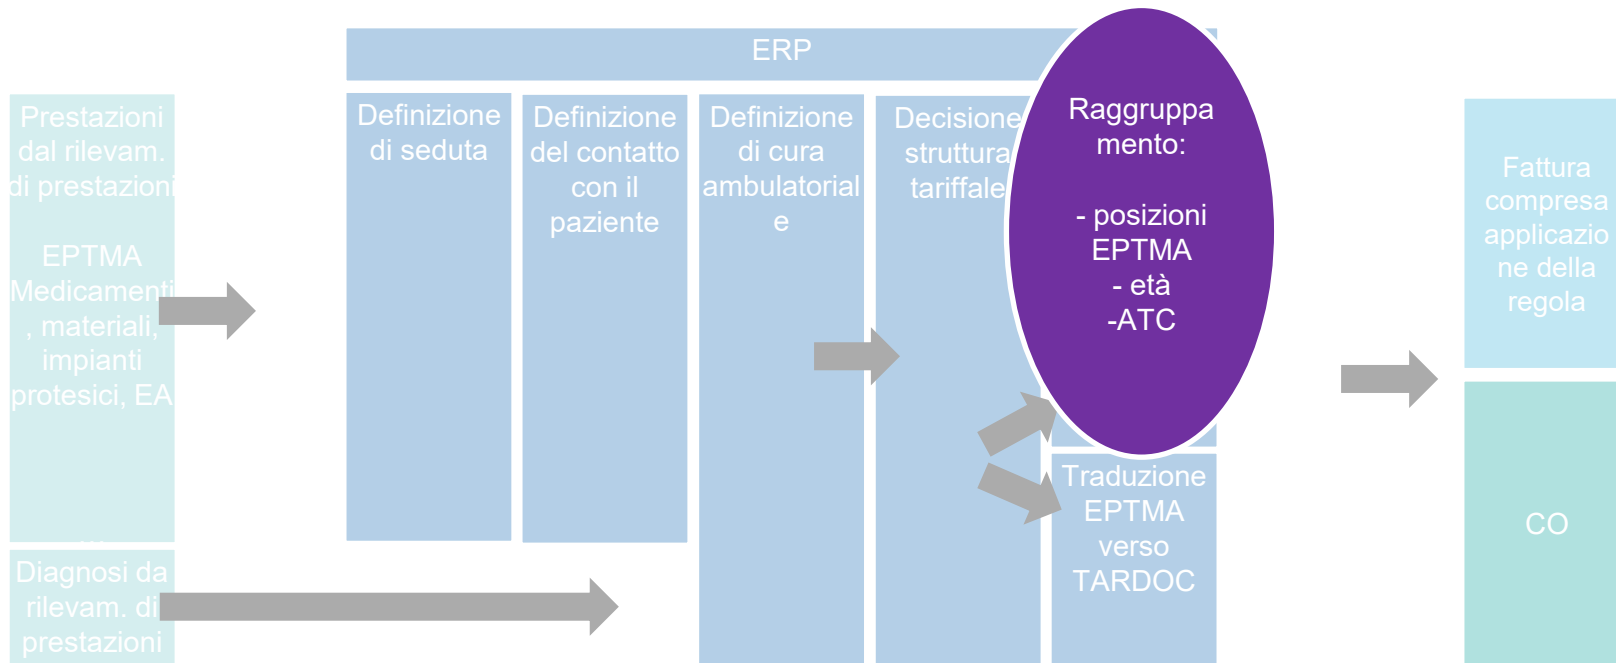 ERP
Prestazioni
dal rilevam.
di prestazioni
EPTMA
Medicamenti
, materiali,
impianti
protesici, EA
...
Diagnosi da
rilevam. di
prestazioni
Definizione
di seduta
Definizione
del contatto
con il
paziente
Definizione
di cura
ambulatorial
e
Decisione
struttura
tariffale
Raggruppa
mento:
- posizioni
EPTMA
- età
-ATC
Traduzione
EPTMA
verso
TARDOC
Fattura
compresa
applicazio
ne della
regola
CO